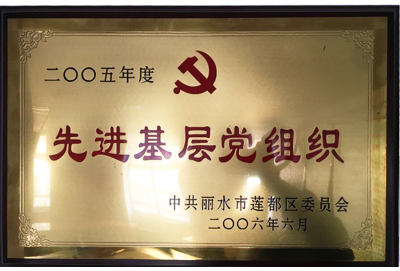 二〇〇五年度
先进基层党组织
中共丽水市莲都区委员会
二〇〇六年六月